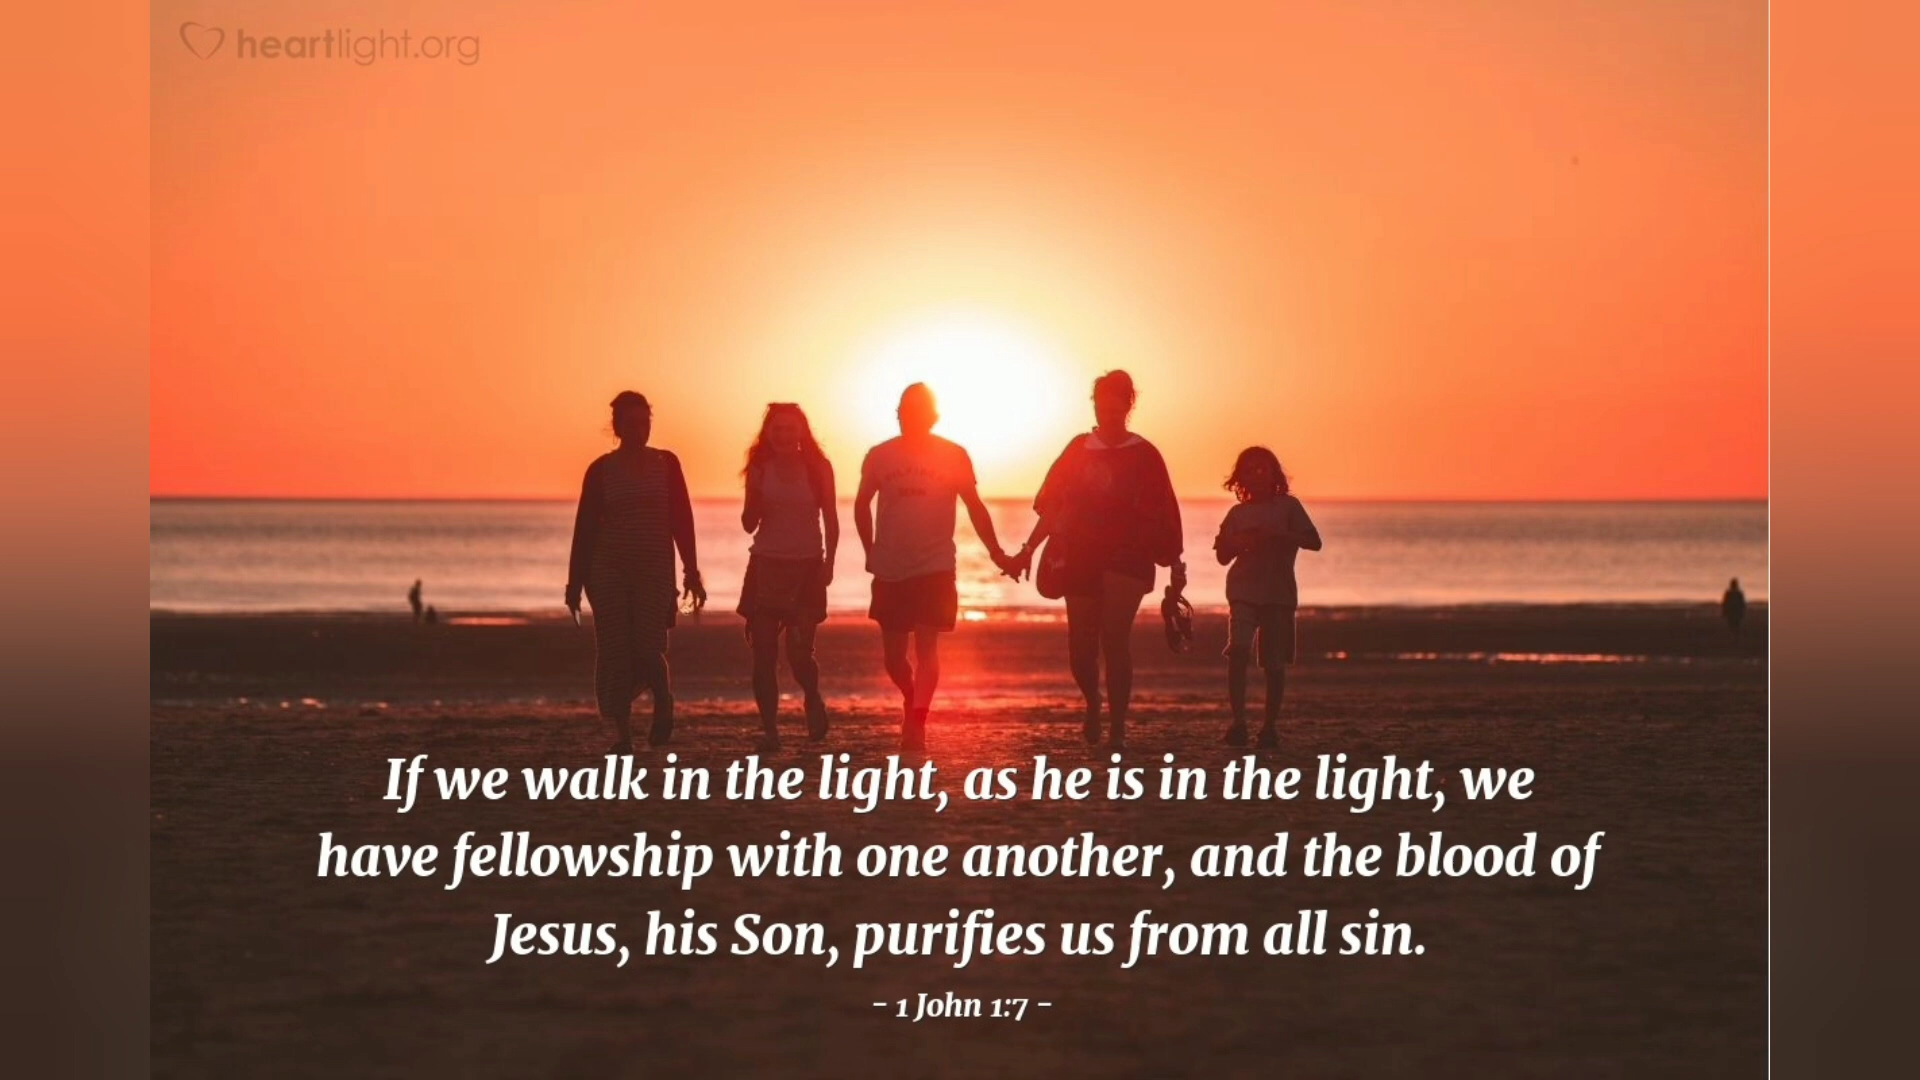 heartlight.org
If we walk in the light, as he is in the light, we
have fellowship with one another, and the blood of
Jesus, his Son, purifies us from all sin.
- 1 John 1:7 -